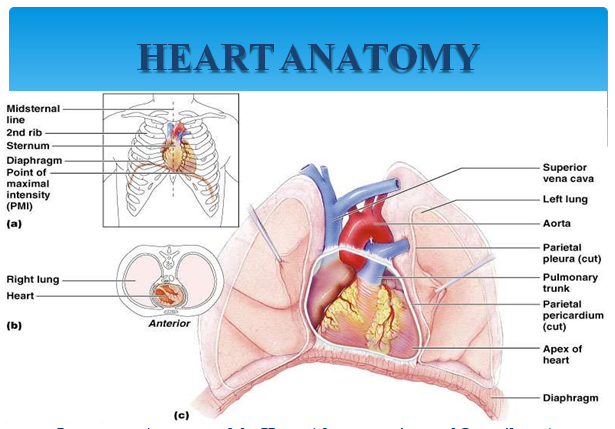 HEART ANATOMY
Midsternal
line
2nd rib
Sternum
Diaphragm
Point of
maximal
intensity
(PMI)
(a)
Right lung
Heart
(b)
Anterior
Superior
vena cava
Left lung
Aorta
Parietal
pleura (cut)
Pulmonary
trunk
Parietal
pericardium
(cut)
Apex of
heart
Diaphragm
(c)